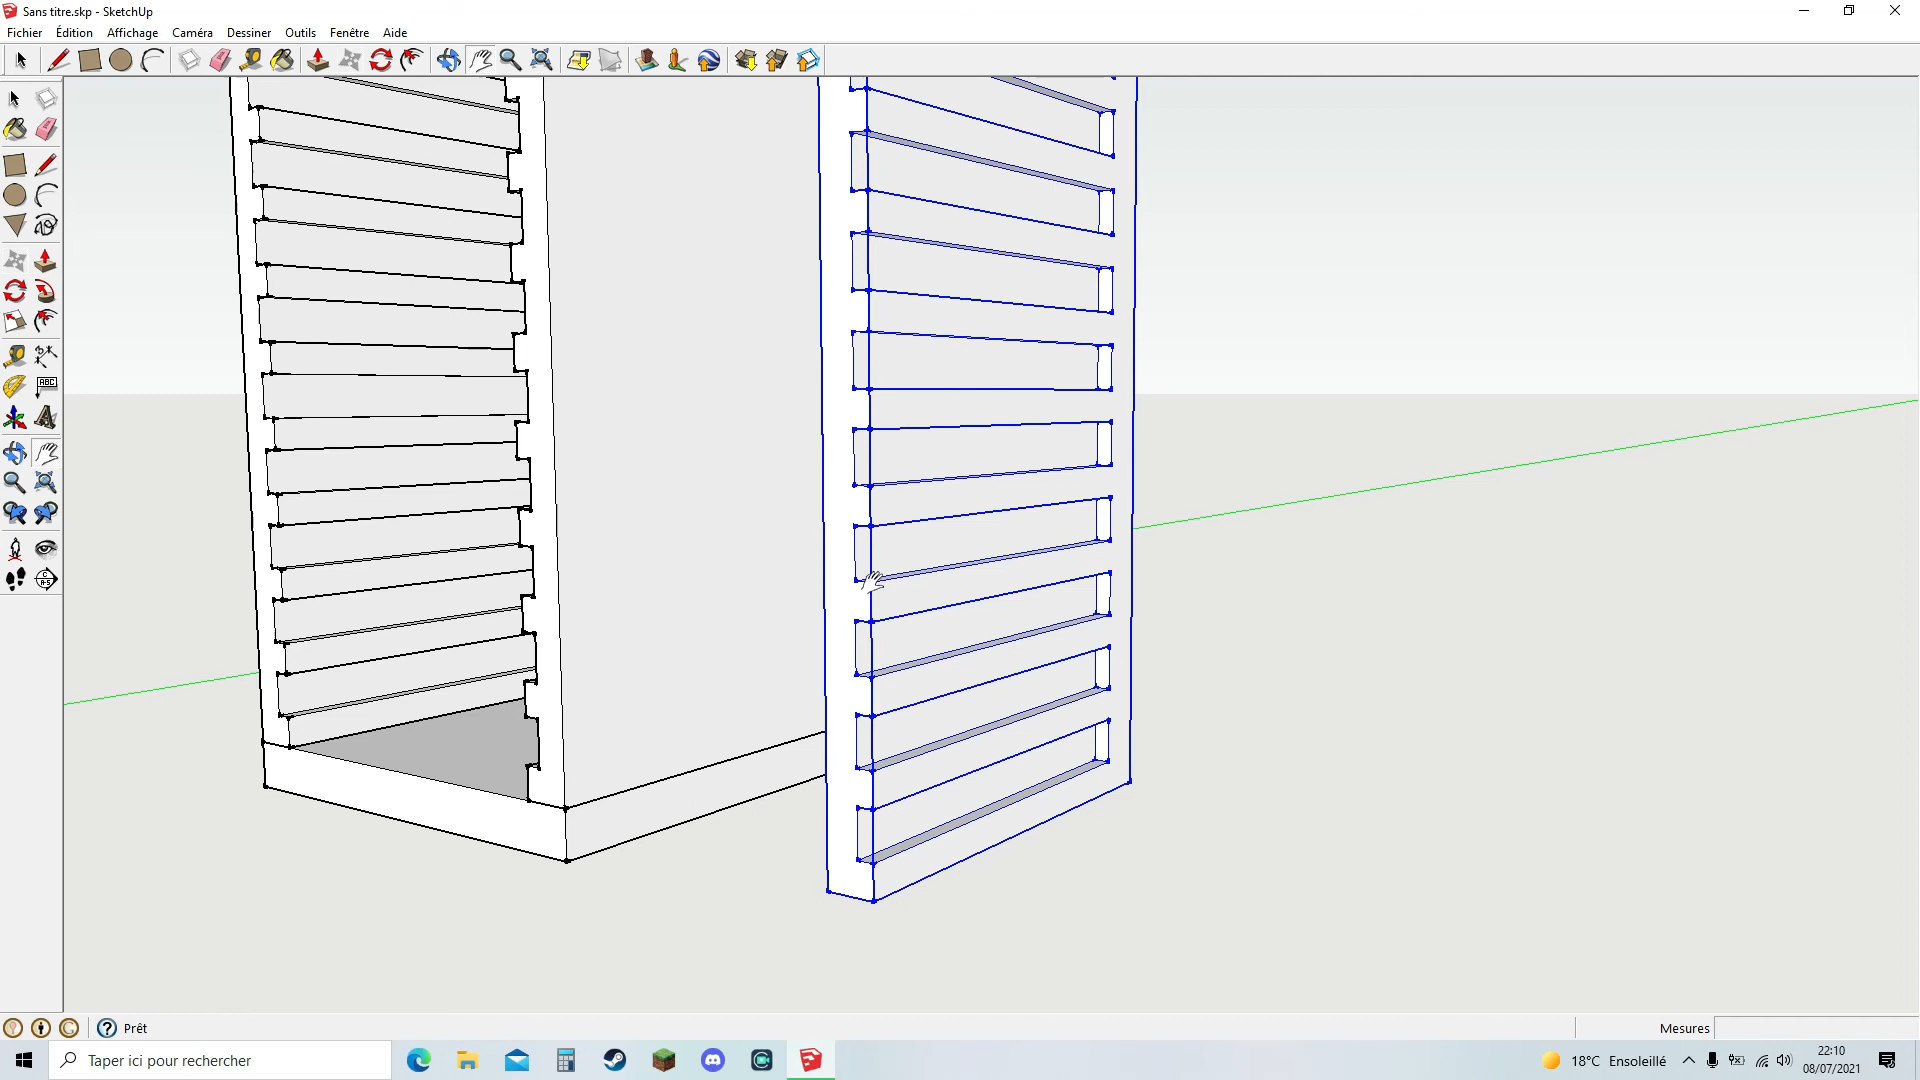 Sans titre.skp - SketchUp
Fichier Édition Affichage Caméra Dessiner Outils Fenêtre Aide
ABC
A
Prêt
Mesures
Taper ici pour rechercher
18°C Ensoleillé
22:10
08/07/2021